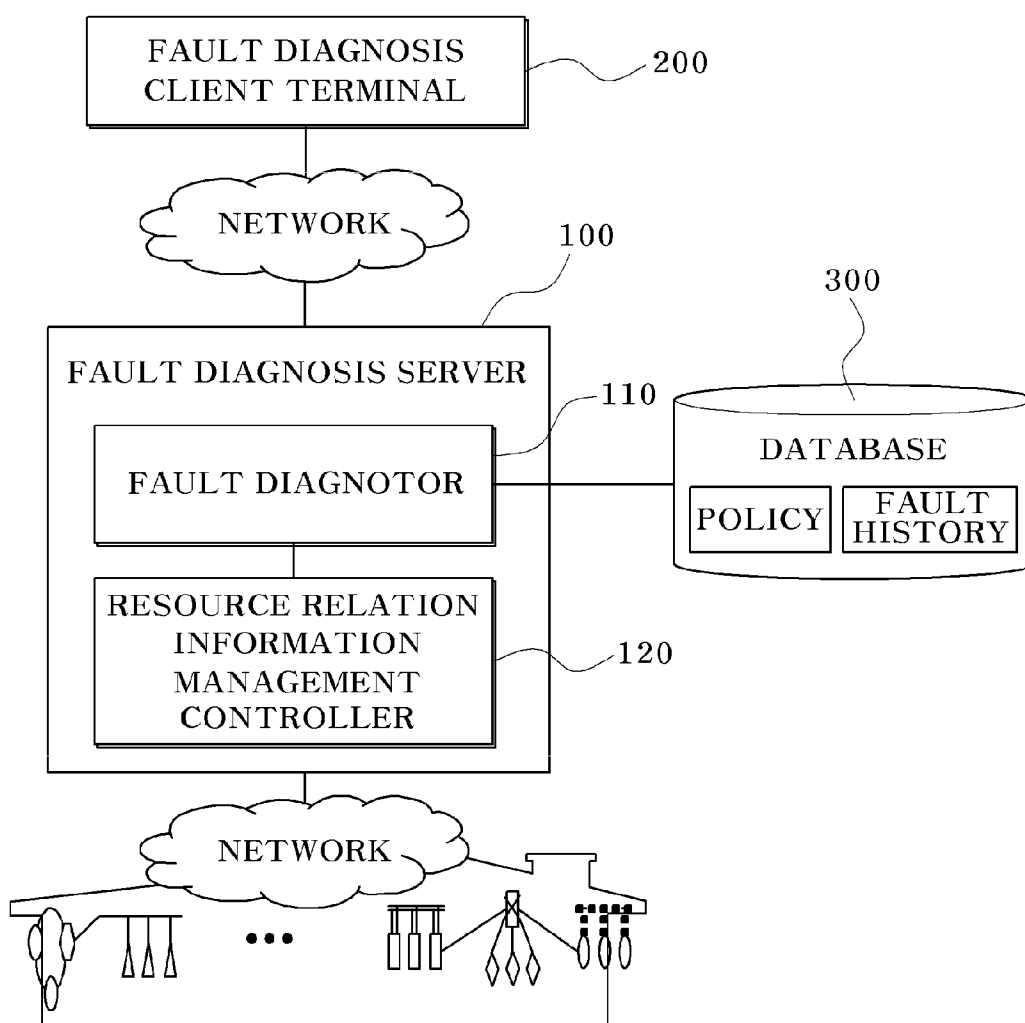 FAULT DIAGNOSIS
CLIENT TERMINAL
200
NETWORK
100
300
FAULT DIAGNOSIS SERVER
110
DATABASE
FAULT DIAGNOTOR
POLICY
FAULT
HISTORY
RESOURCE RELATION
INFORMATION
MANAGEMENT
CONTROLLER
120
NETWORK